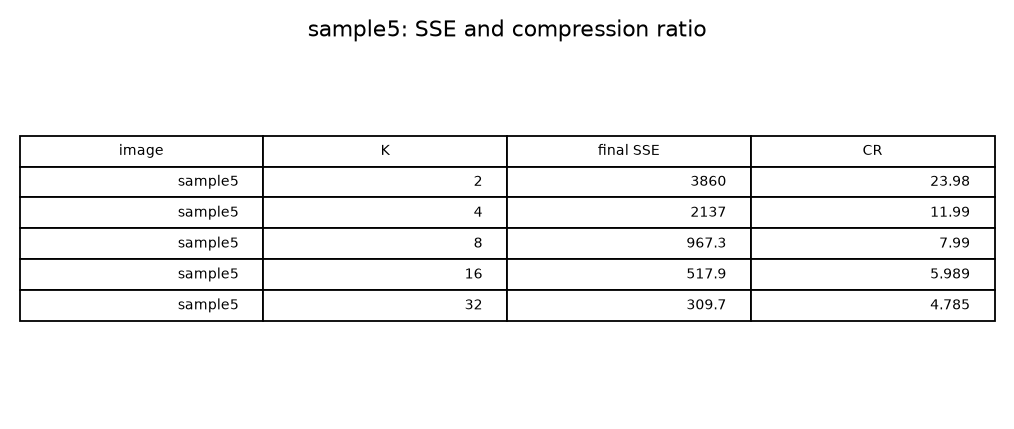 sample5: SSE and compression ratio
image K final SSE CR
sample5 2 3860 23.98
sample5 4 2137 11.99
sample5 8 967.3 7.99
sample5 16 517.9 5.989
sample5 32 309.7 4.785